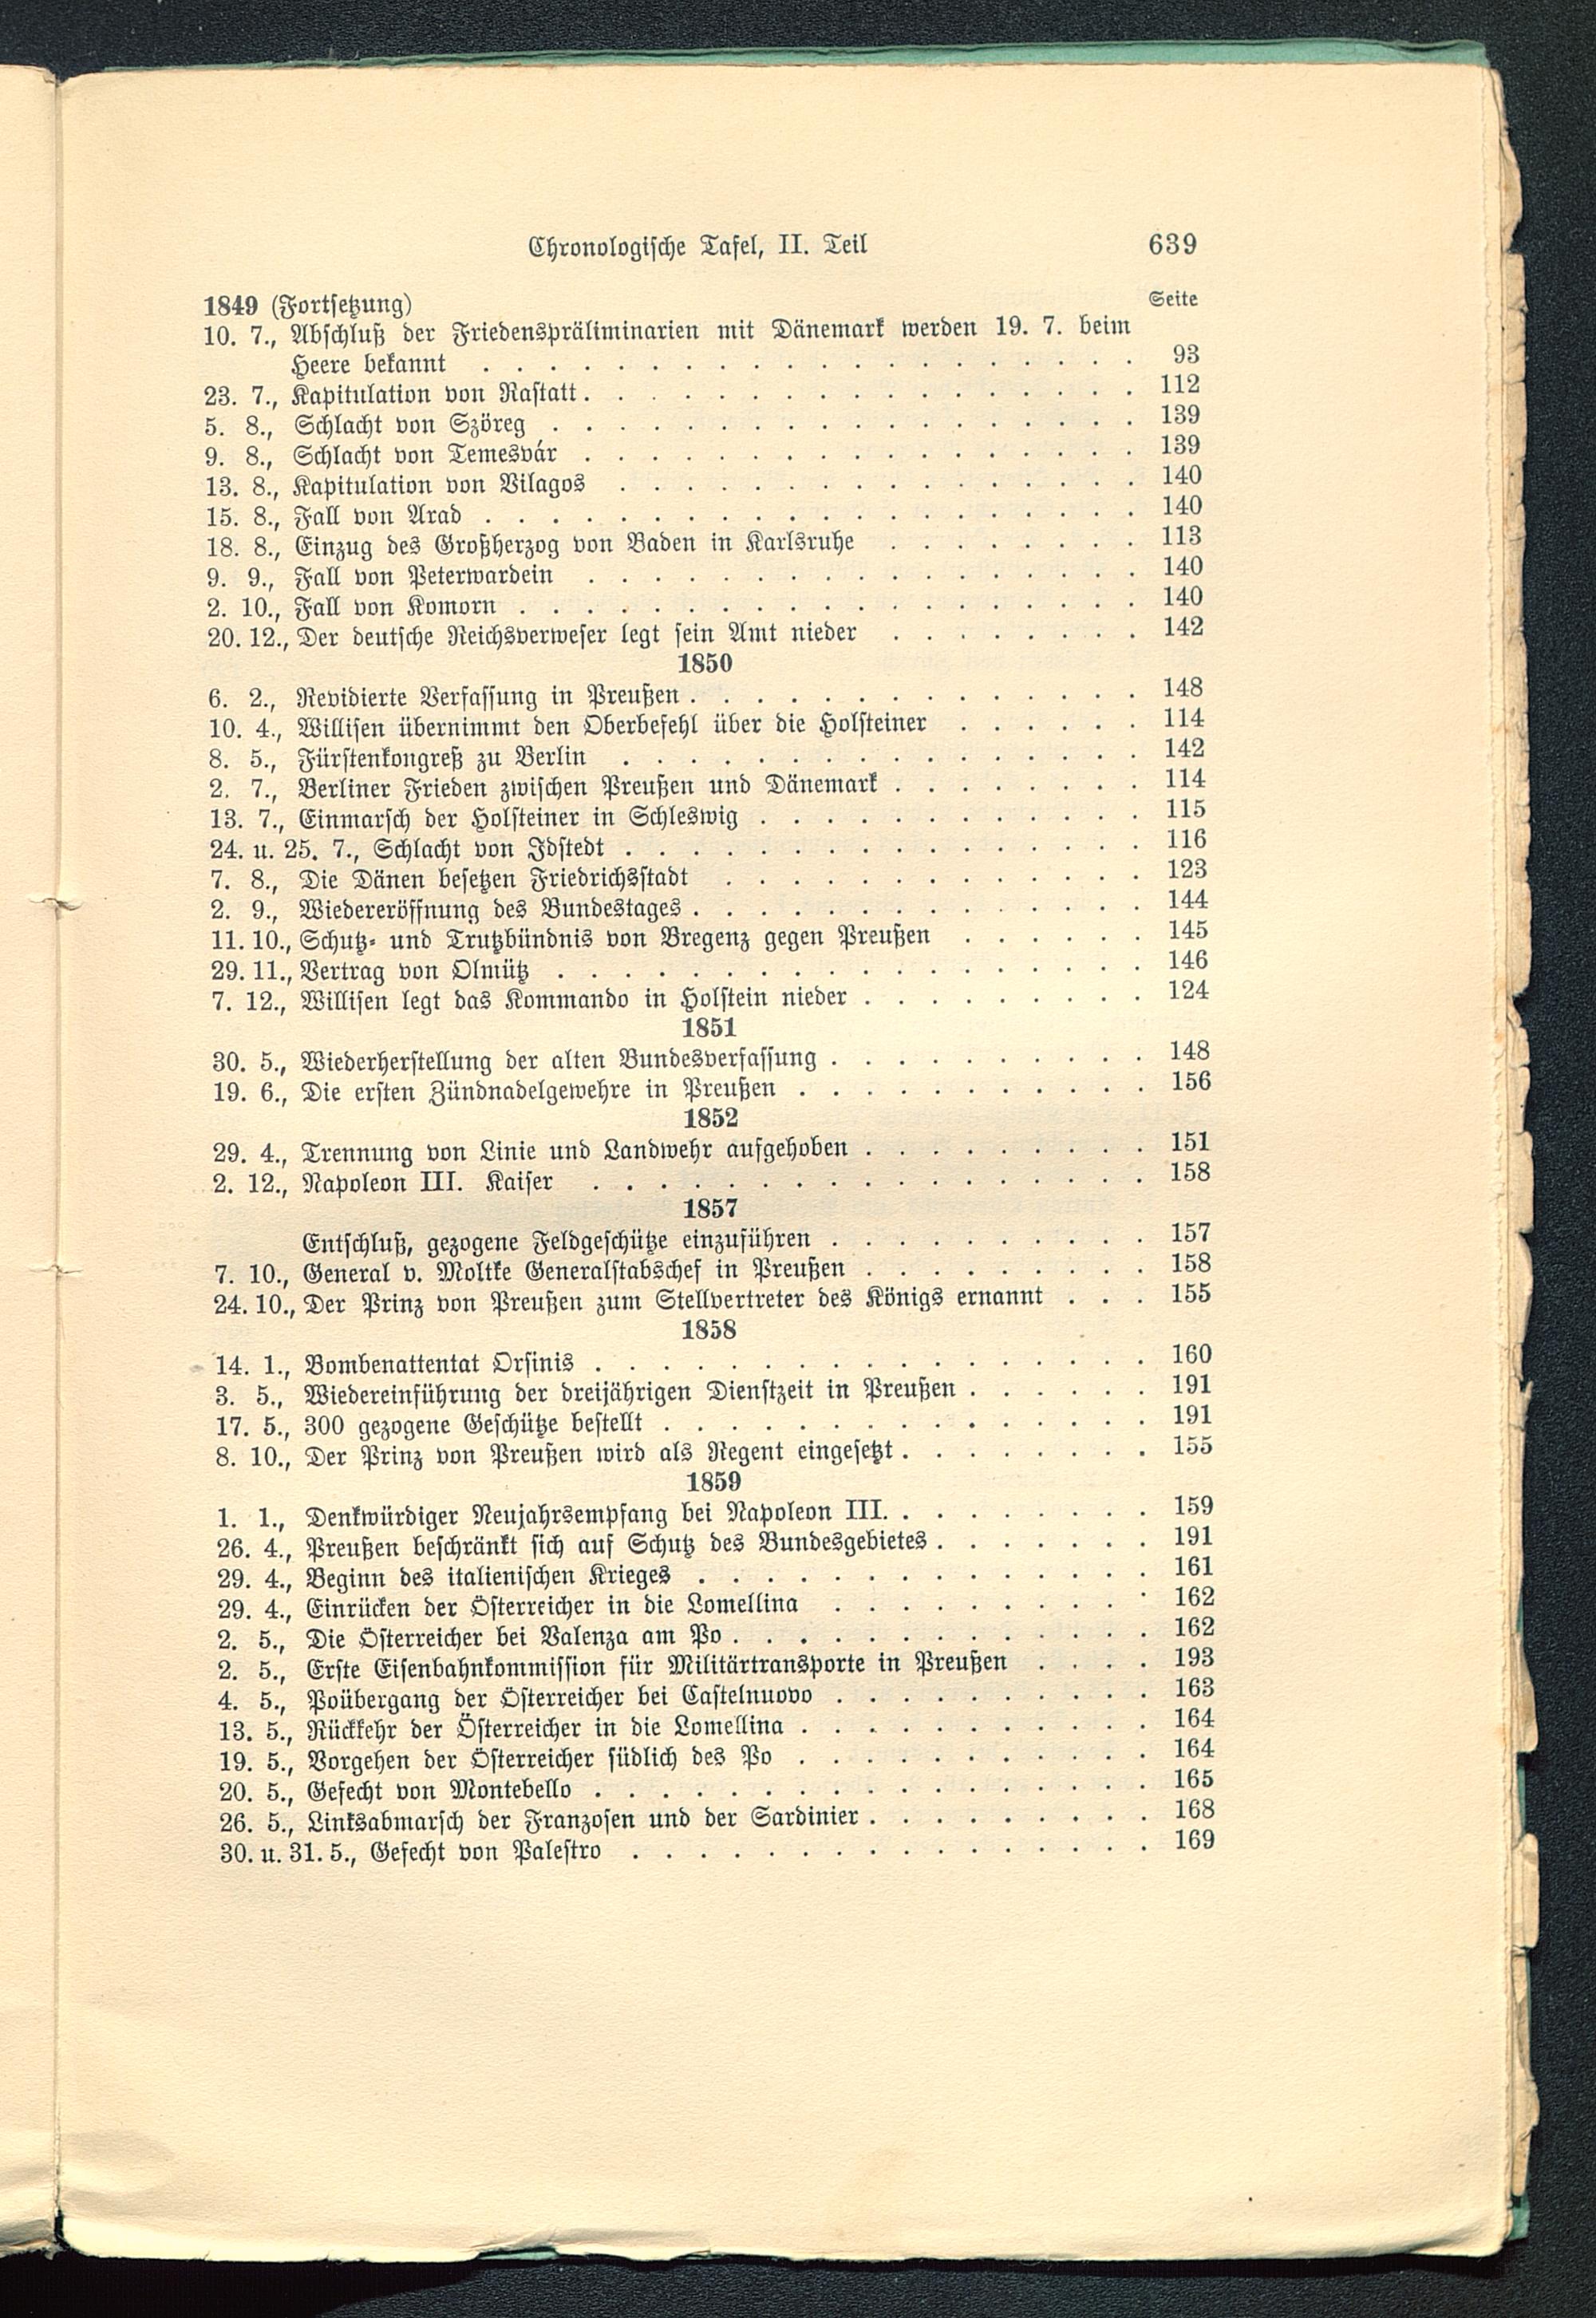 Chronologische Tafel, II. Teil 639
1849 (Fortsetzung) Seite
10. 7., Abschluß der Friedenspräliminarien mit Dänemark werden 19. 7. beim
Heere bekannt . . . . . . . . . . . . . . . . . . . 93
23. 7., Kapitulation von Rastatt. . . . . . . . . . . . . . . . . 112
5. 8., Schlacht von Szöreg . . . . . . . . . . . . . . . . . . 139
9. 8., Schlacht von Temesvár . . . . . . . . . . . . . . . . . 139
13. 8., Kapitulation von Vilagos . . . . . . . . . . . . . . . . 140
15. 8., Fall von Arad . . . . . . . . . . . . . . . . . . . . 140
18. 8., Einzug des Großherzog von Baden in Karlsruhe . . . . . . . . 113
9. 9., Fall von Peterwardein . . . . . . . . . . . . . . . . . 140
2. 10., Fall von Komorn . . . . . . . . . . . . . . . . . . . 140
20. 12., Der deutsche Reichsverweser legt sein Amt nieder . . . . . . . . 142
1850
6. 2., Revidierte Verfassung in Preußen . . . . . . . . . . . . . . 148
10. 4., Willisen übernimmt den Oberbefehl über die Holsteiner . . . . . . 114
8. 5., Fürstenkongreß zu Berlin . . . . . . . . . . . . . . . . 142
2. 7., Berliner Frieden zwischen Preußen und Dänemark . . . . . . . . 114
13. 7., Einmarsch der Holsteiner in Schleswig . . . . . . . . . . . . 115
24. u. 25. 7., Schlacht von Idstedt . . . . . . . . . . . . . . . . 116
7. 8., Die Dänen besetzen Friedrichsstadt . . . . . . . . . . . . . 123
2. 9., Wiedereröffnung des Bundestages . . . . . . . . . . . . . . 144
11. 10., Schutz- und Trutzbündnis von Bregenz gegen Preußen . . . . . . 145
29. 11., Vertrag von Olmütz . . . . . . . . . . . . . . . . . . 146
7. 12., Willisen legt das Kommando in Holstein nieder . . . . . . . . . 124
1851
30. 5., Wiederherstellung der alten Bundesverfassung . . . . . . . . . . 148
19. 6., Die ersten Zündnadelgewehre in Preußen . . . . . . . . . . . 156
1852
29. 4., Trennung von Linie und Landwehr aufgehoben . . . . . . . . . 151
2. 12., Napoleon III. Kaiser . . . . . . . . . . . . . . . . . 158
1857
Entschluß, gezogene Feldgeschütze einzuführen . . . . . . . . . . 157
7. 10., General v. Moltke Generalstabschef in Preußen . . . . . . . . . 158
24. 10., Der Prinz von Preußen zum Stellvertreter des Königs ernannt . . . 155
1858
14. 1., Bombenattentat Orsinis . . . . . . . . . . . . . . . . . 160
3. 5., Wiedereinführung der dreijährigen Dienstzeit in Preußen . . . . . . 191
17. 5., 300 gezogene Geschütze bestellt . . . . . . . . . . . . . . . 191
8. 10., Der Prinz von Preußen wird als Regent eingesetzt . . . . . . . . 155
1859
1. 1., Denkwürdiger Neujahrsempfang bei Napoleon III. . . . . . . . . 159
26. 4., Preußen beschränkt sich auf Schutz des Bundesgebietes . . . . . . . 191
29. 4., Beginn des italienischen Krieges . . . . . . . . . . . . . . 161
29. 4., Einrücken der Österreicher in die Lomellina . . . . . . . . . . 162
2. 5., Die Österreicher bei Valenza am Po . . . . . . . . . . . . . 162
2. 5., Erste Eisenbahnkommission für Militärtransporte in Preußen . . . . 193
4. 5., Poübergang der Österreicher bei Castelnuovo . . . . . . . . . . 163
13. 5., Rückkehr der Österreicher in die Lomellina . . . . . . . . . . . 164
19. 5., Vorgehen der Österreicher südlich des Po . . . . . . . . . . . 164
20. 5., Gefecht von Montebello . . . . . . . . . . . . . . . . . 165
26. 5., Linksabmarsch der Franzosen und der Sardinier . . . . . . . . . 168
30. u. 31. 5., Gefecht von Palestro . . . . . . . . . . . . . . . . 169